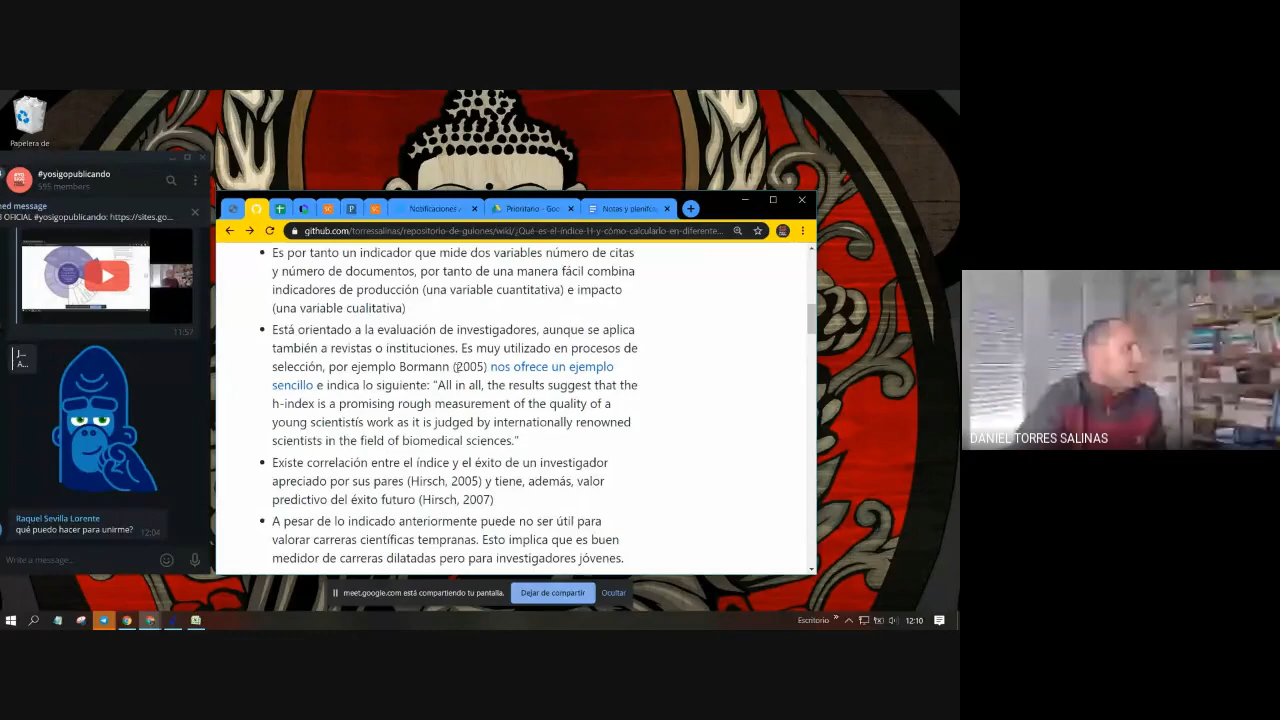 Papelera de
#yosigopublicando
595 members
ned message
OFICIAL #yosigopublicando: https://sites.go...
11:57
J...
A...
Raquel Sevilla Lorente
qué puedo hacer para unirme?
12:04
Write a message...
Notificaciones
Prioritario - Goo
Notas y planific
github.com/torressalinas/repositorio-de-guiones/wiki/¿Qué-es-el-índice-H-y-cómo-calcularlo-en-diferente...
Es por tanto un indicador que mide dos variables número de citas
y número de documentos, por tanto de una manera fácil combina
indicadores de producción (una variable cuantitativa) e impacto
(una variable cualitativa)
Está orientado a la evaluación de investigadores, aunque se aplica
también a revistas o instituciones. Es muy utilizado en procesos de
selección, por ejemplo Bormann (2005) nos ofrece un ejemplo
sencillo e indica lo siguiente: “All in all, the results suggest that the
h-index is a promising rough measurement of the quality of a
young scientistís work as it is judged by internationally renowned
scientists in the field of biomedical sciences.”
Existe correlación entre el índice y el éxito de un investigador
apreciado por sus pares (Hirsch, 2005) y tiene, además, valor
predictivo del éxito futuro (Hirsch, 2007)
A pesar de lo indicado anteriormente puede no ser útil para
valorar carreras científicas tempranas. Esto implica que es buen
medidor de carreras dilatadas pero para investigadores jóvenes.
meet.google.com está compartiendo tu pantalla.
Dejar de compartir
Ocultar
Escritorio
12:10
DANIEL TORRES SALINAS